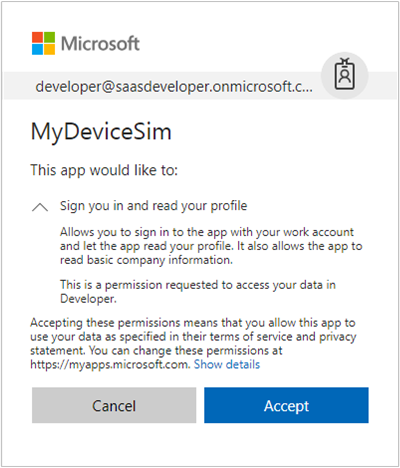 Microsoft
developer@saasdeveloper.onmicrosoft.c...
MyDeviceSim
This app would like to:
Sign you in and read your profile
Allows you to sign in to the app with your work account
and let the app read your profile. It also allows the app to
read basic company information.
This is a permission requested to access your data in
Developer.
Accepting these permissions means that you allow this app to
use your data as specified in their terms of service and privacy
statement. You can change these permissions at
https://myapps.microsoft.com. Show details
Cancel
Accept